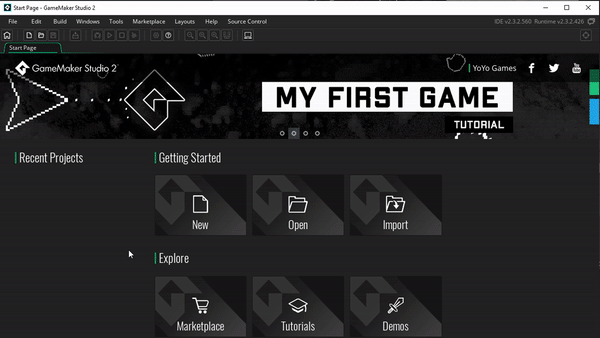 Start Page - GameMaker Studio 2
File Edit Build Windows Tools Marketplace Layouts Help Source Control
IDE v2.3.2.560 Runtime v2.3.2.426
Start Page
GameMaker Studio 2
YoYo Games
You Tube
MY FIRST GAME
TUTORIAL
Recent Projects
Getting Started
New
Open
Import
Explore
Marketplace
Tutorials
Demos